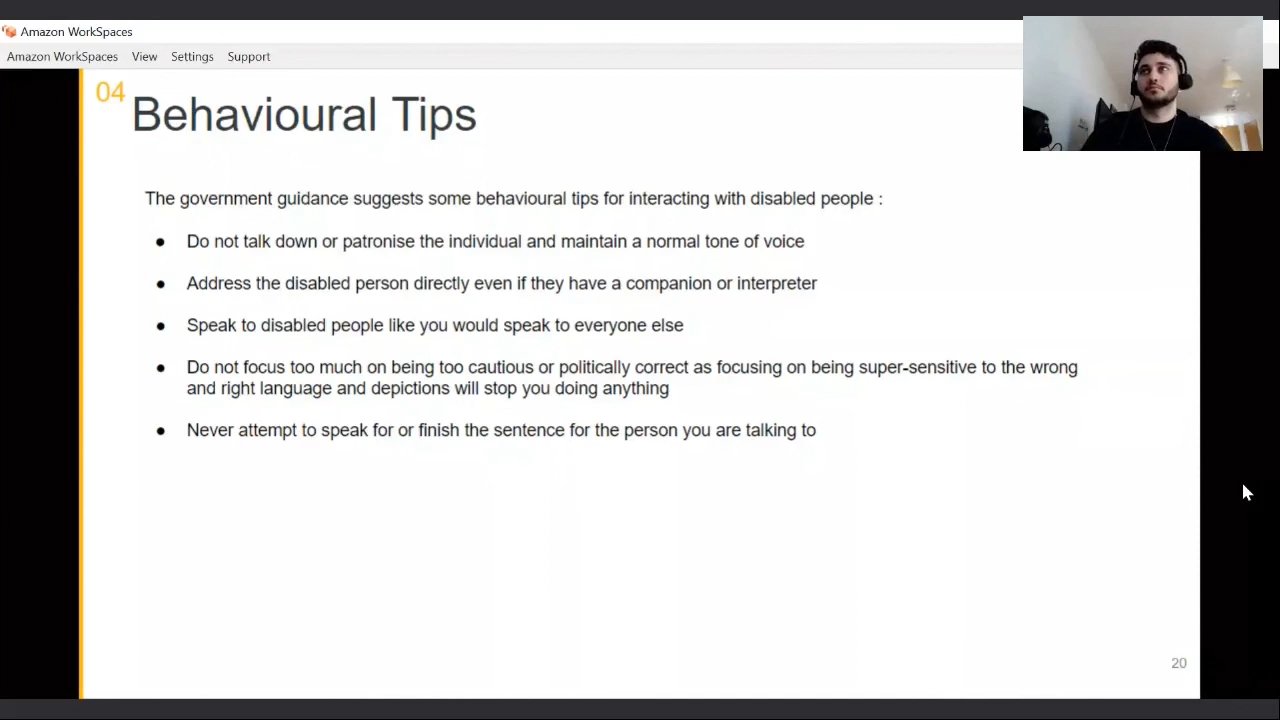 Amazon WorkSpaces
Amazon WorkSpaces View Settings Support
04
Behavioural Tips
The government guidance suggests some behavioural tips for interacting with disabled people :
● Do not talk down or patronise the individual and maintain a normal tone of voice
● Address the disabled person directly even if they have a companion or interpreter
● Speak to disabled people like you would speak to everyone else
● Do not focus too much on being too cautious or politically correct as focusing on being super-sensitive to the wrong
and right language and depictions will stop you doing anything
● Never attempt to speak for or finish the sentence for the person you are talking to
20